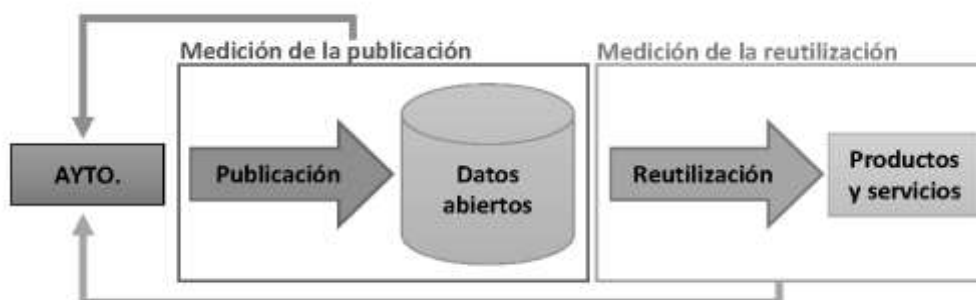 Medición de la publicación
Medición de la reutilización
AYTO.
Publicación
Datos
abiertos
Reutilización
Productos
y servicios